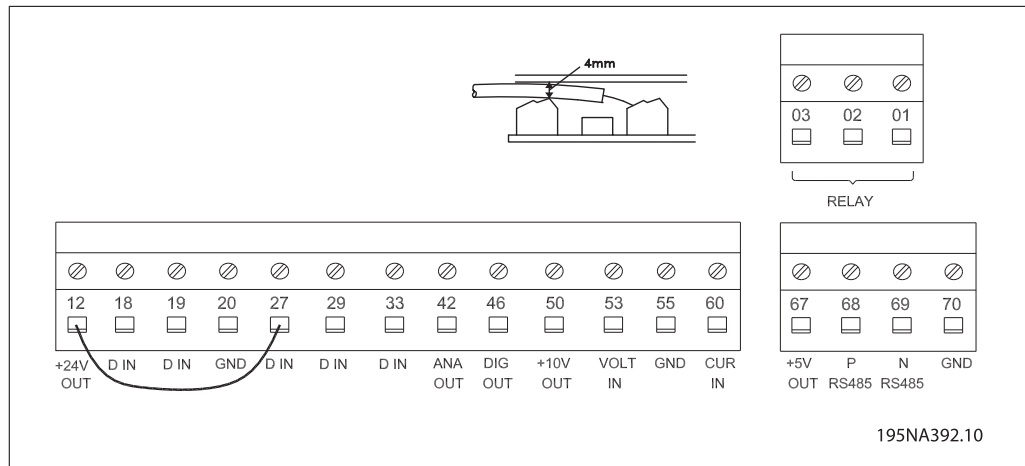 4mm
03 02 01
RELAY
12 18 19 20 27 29 33 42 46 50 53 55 60
+24V OUT D IN D IN GND D IN D IN D IN ANA OUT DIG OUT +10V OUT VOLT IN GND CUR IN
67 68 69 70
+5V OUT P RS485 N RS485 GND
195NA392.10